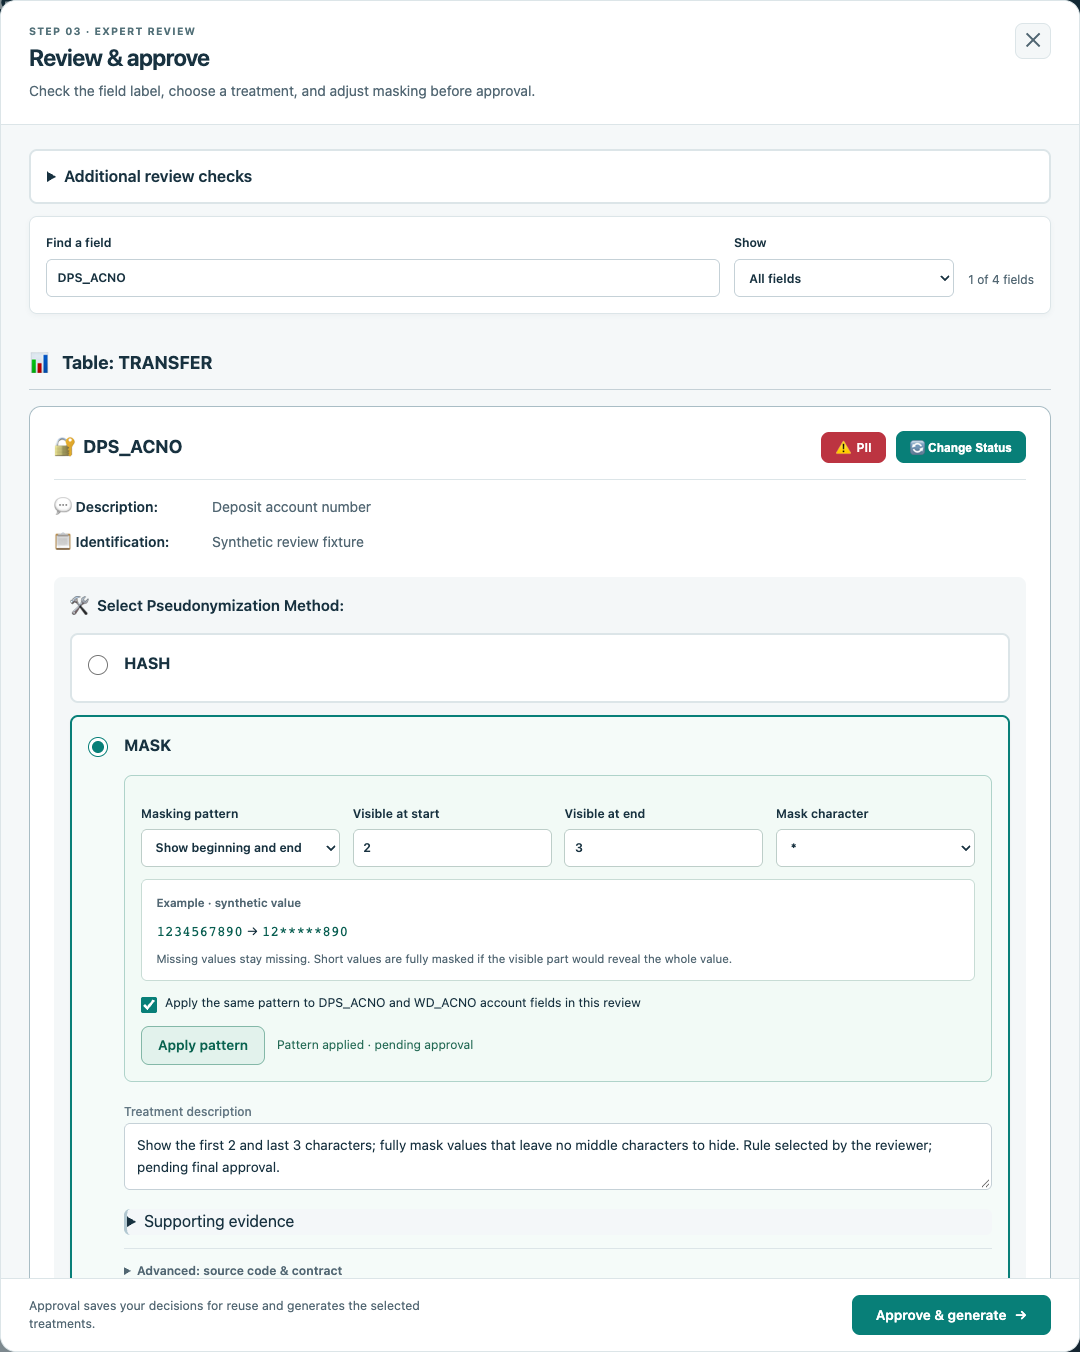 STEP 03 · EXPERT REVIEW
Review & approve
Check the field label, choose a treatment, and adjust masking before approval.
Additional review checks
Find a field
DPS_ACNO
Show
All fields
1 of 4 fields
Table: TRANSFER
DPS_ACNO
PII
Change Status
Description:
Deposit account number
Identification:
Synthetic review fixture
Select Pseudonymization Method:
HASH
MASK
Masking pattern
Show beginning and end
Visible at start
2
Visible at end
3
Mask character
*
Example · synthetic value
1234567890 → 12*****890
Missing values stay missing. Short values are fully masked if the visible part would reveal the whole value.
Apply the same pattern to DPS_ACNO and WD_ACNO account fields in this review
Apply pattern
Pattern applied · pending approval
Treatment description
Show the first 2 and last 3 characters; fully mask values that leave no middle characters to hide. Rule selected by the reviewer;
pending final approval.
Supporting evidence
Advanced: source code & contract
Approval saves your decisions for reuse and generates the selected
treatments.
Approve & generate →